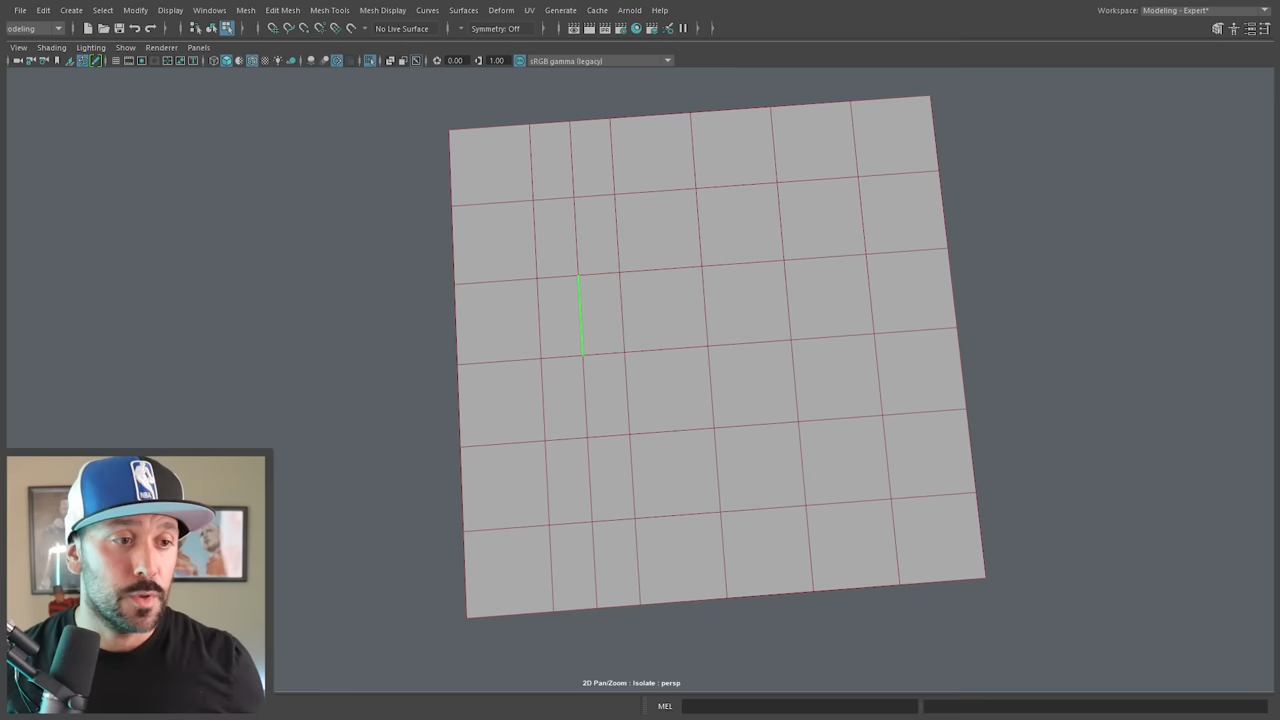 File Edit Create Select Modify Display Windows Mesh Edit Mesh Mesh Tools Mesh Display Curves Surfaces Deform UV Generate Cache Arnold Help Workspace: Modeling - Expert*
odeling No Live Surface Symmetry: Off
View Shading Lighting Show Renderer Panels
0.00 1.00 sRGB gamma (legacy)
NBA
2D Pan/Zoom : Isolate : persp
MEL